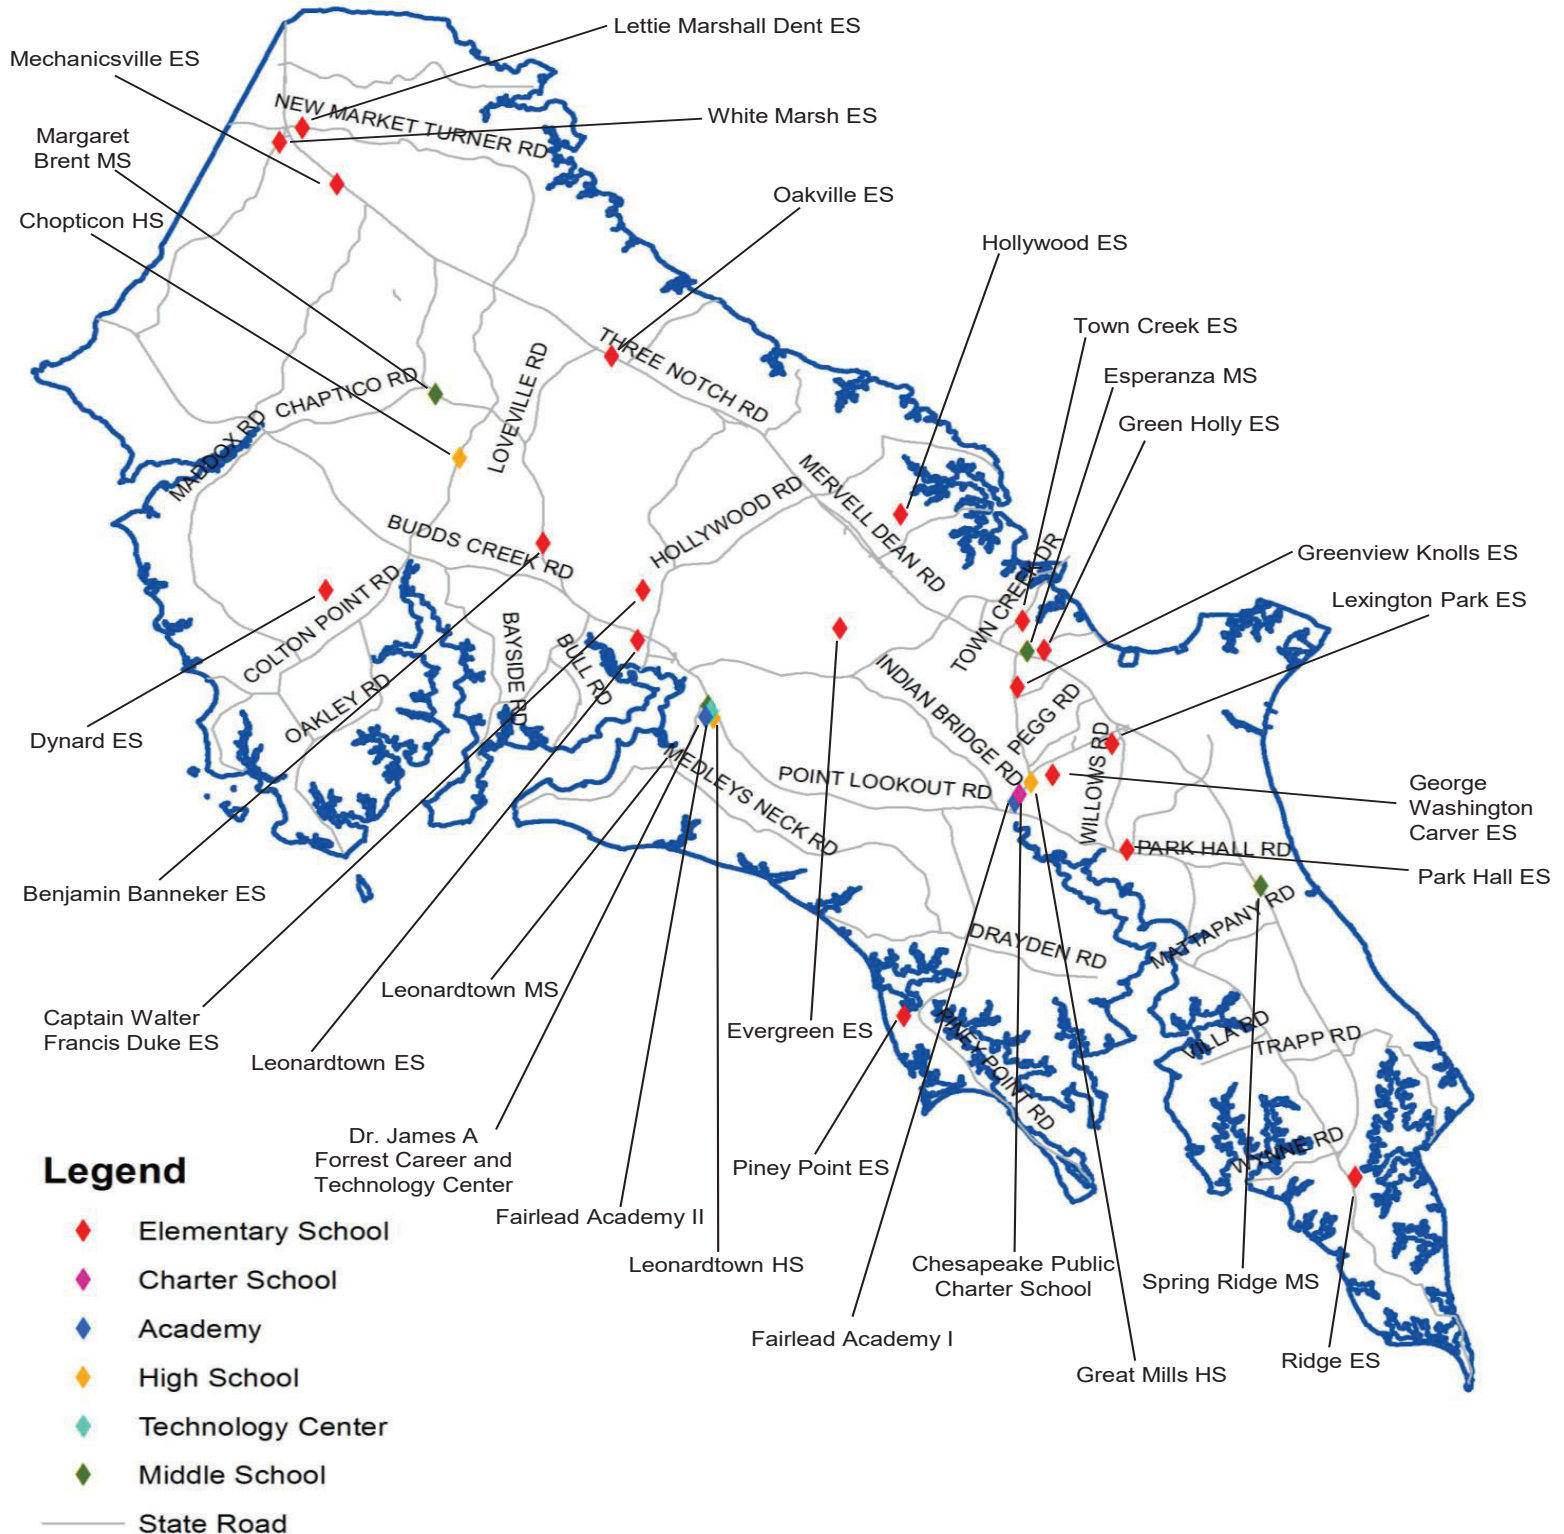 Lettie Marshall Dent ES
Mechanicsville ES
NEW MARKET TURNER RD
White Marsh ES
Margaret
Brent MS
Oakville ES
Chopticon HS
Hollywood ES
Town Creek ES
THREE NOTCH RD
Esperanza MS
CHAPTICO RD
LOVEVILLE RD
Green Holly ES
MADDOX RD
MERVELL DEAN RD
HOLLYWOOD RD
BUDDS CREEK RD
TOWN CREEK DR
Greenview Knolls ES
COLTON POINT RD
Lexington Park ES
BAYSIDE RD
BULL RD
INDIAN BRIDGE RD
PEGG RD
OAKLEY RD
Dynard ES
WILLOWS RD
MEDLEYS NECK RD
POINT LOOKOUT RD
George
Washington
Carver ES
PARK HALL RD
Park Hall ES
Benjamin Banneker ES
MATTAPANY RD
DRAYDEN RD
Leonardtown MS
Captain Walter
Francis Duke ES
Evergreen ES
PINEY POINT RD
VILLA RD
TRAPP RD
Leonardtown ES
Dr. James A
Forrest Career and
Technology Center
WYNNE RD
Piney Point ES
Fairlead Academy II
Leonardtown HS
Chesapeake Public
Charter School
Spring Ridge MS
Fairlead Academy I
Great Mills HS
Ridge ES
Legend
Elementary School
Charter School
Academy
High School
Technology Center
Middle School
State Road